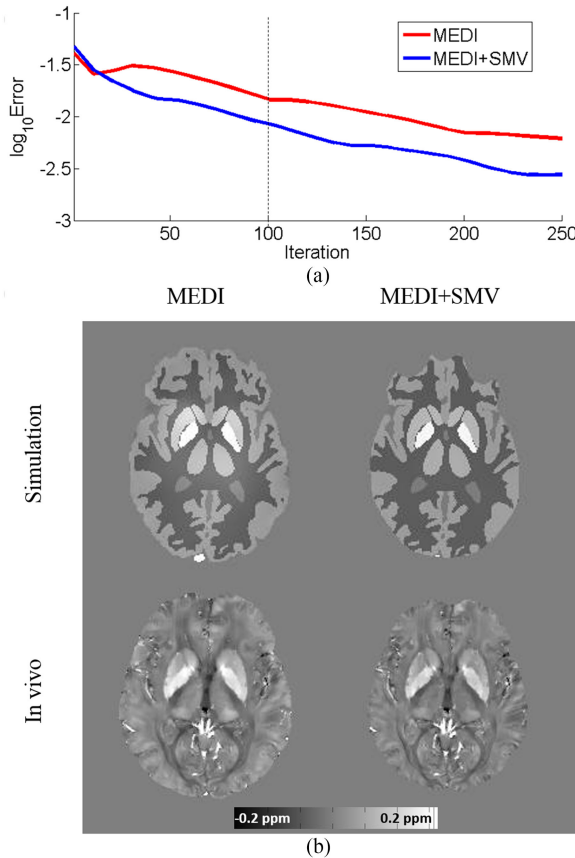 -1
-1.5
-2
-2.5
-3
log10Error
MEDI
MEDI+SMV
50
100
150
200
250
Iteration
(a)
MEDI
MEDI+SMV
Simulation
In vivo
-0.2 ppm
0.2 ppm
(b)